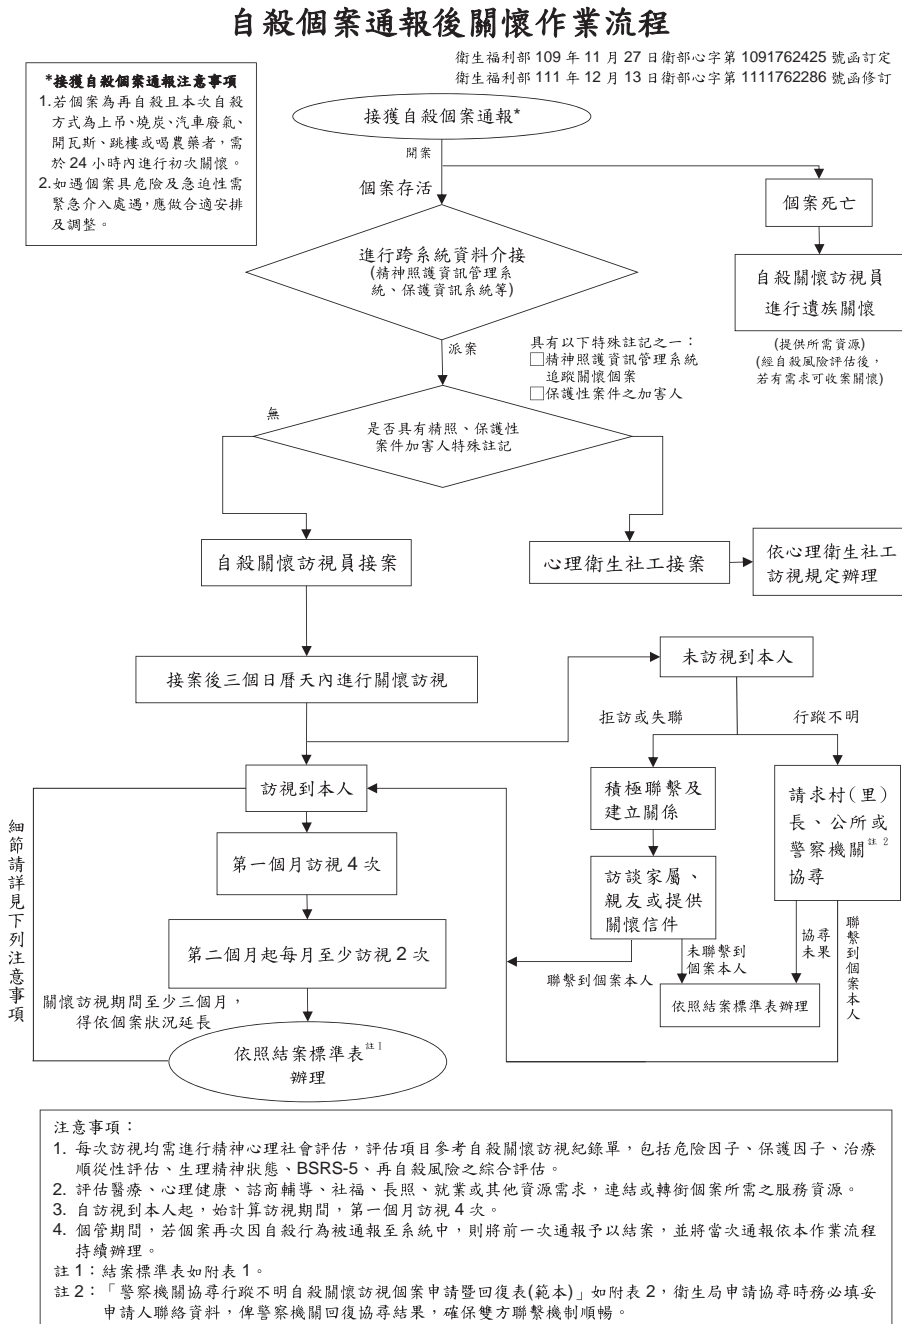 自殺個案通報後關懷作業流程
衛生福利部 109 年 11 月 27 日衛部心字第 1091762425 號函訂定
衛生福利部 111 年 12 月 13 日衛部心字第 1111762286 號函修訂
*接獲自殺個案通報注意事項
1.若個案為再自殺且本次自殺
方式為上吊、燒炭、汽車廢氣、
開瓦斯、跳樓或喝農藥者，需
於 24 小時內進行初次關懷。
2.如遇個案具危險及急迫性需
緊急介入處遇，應做合適安排
及調整。
接獲自殺個案通報*
開案
個案存活
個案死亡
進行跨系統資料介接
(精神照護資訊管理系
統、保護資訊系統等)
自殺關懷訪視員
進行遺族關懷
(提供所需資源)
(經自殺風險評估後，
若有需求可收案關懷)
派案
具有以下特殊註記之一：
□精神照護資訊管理系統
追蹤關懷個案
□保護性案件之加害人
無
是否具有精照、保護性
案件加害人特殊註記
自殺關懷訪視員接案
心理衛生社工接案
依心理衛生社工
訪視規定辦理
接案後三個日曆天內進行關懷訪視
未訪視到本人
拒訪或失聯
行蹤不明
訪視到本人
積極聯繫及
建立關係
請求村(里)
長、公所或
警察機關註 2
協尋
第一個月訪視 4 次
訪談家屬、
親友或提供
關懷信件
第二個月起每月至少訪視 2 次
聯繫到個案本人
未聯繫到
個案本人
協尋
未果
聯繫到個案本人
細節請詳見下列注意事項
關懷訪視期間至少三個月，
得依個案狀況延長
依照結案標準表辦理
依照結案標準表註 1
辦理
注意事項：
1. 每次訪視均需進行精神心理社會評估，評估項目參考自殺關懷訪視紀錄單，包括危險因子、保護因子、治療
順從性評估、生理精神狀態、BSRS-5、再自殺風險之綜合評估。
2. 評估醫療、心理健康、諮商輔導、社福、長照、就業或其他資源需求，連結或轉銜個案所需之服務資源。
3. 自訪視到本人起，始計算訪視期間，第一個月訪視 4 次。
4. 個管期間，若個案再次因自殺行為被通報至系統中，則將前一次通報予以結案，並將當次通報依本作業流程
持續辦理。
註 1：結案標準表如附表 1。
註 2：「警察機關協尋行蹤不明自殺關懷訪視個案申請暨回復表(範本)」如附表 2，衛生局申請協尋時務必填妥
申請人聯絡資料，俾警察機關回復協尋結果，確保雙方聯繫機制順暢。